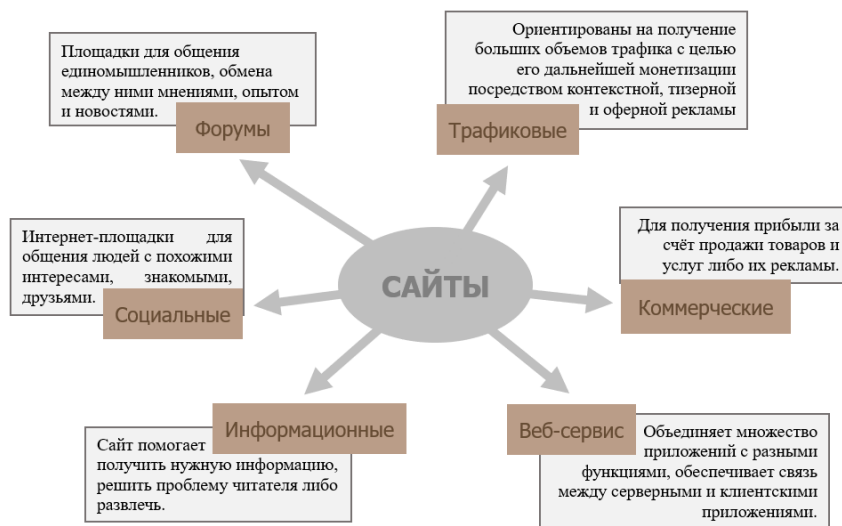 Площадки для общения
единомышленников, обмена
между ними мнениями, опытом
и новостями.
Форумы
Ориентированы на получение
больших объемов трафика с целью
его дальнейшей монетизации
посредством контекстной, тизерной
и оферной рекламы
Трафиковые
Интернет-площадки для
общения людей с похожими
интересами, знакомыми,
друзьями.
Социальные
САЙТЫ
Для получения прибыли за
счёт продажи товаров и
услуг либо их рекламы.
Коммерческие
Информационные
Сайт помогает
получить нужную информацию,
решить проблему читателя либо
развлечь.
Веб-сервис
Объединяет множество
приложений с разными
функциями, обеспечивает связь
между серверными и клиентскими
приложениями.